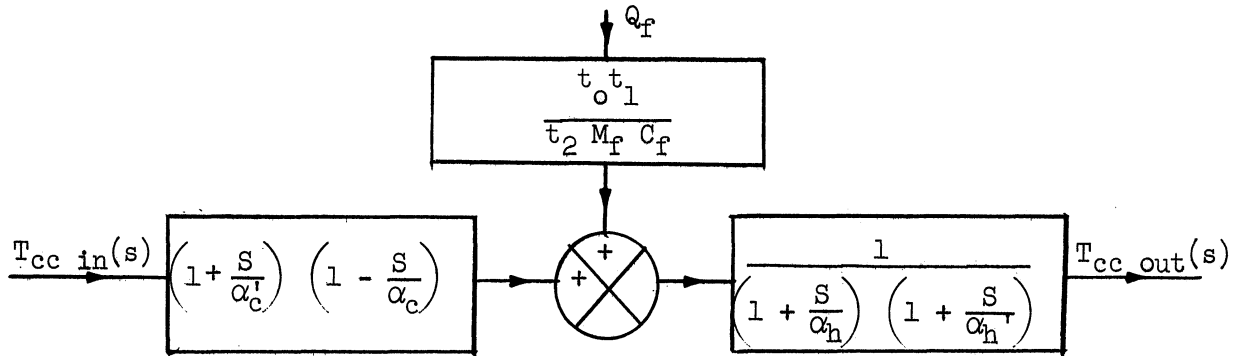 Q_f
t_o t_1
t_2 M_f C_f
+
+
T_cc in(s)
(1 + S/α_c') (1 - S/α_c)
1
(1 + S/α_h) (1 + S/α_h')
T_cc out(s)